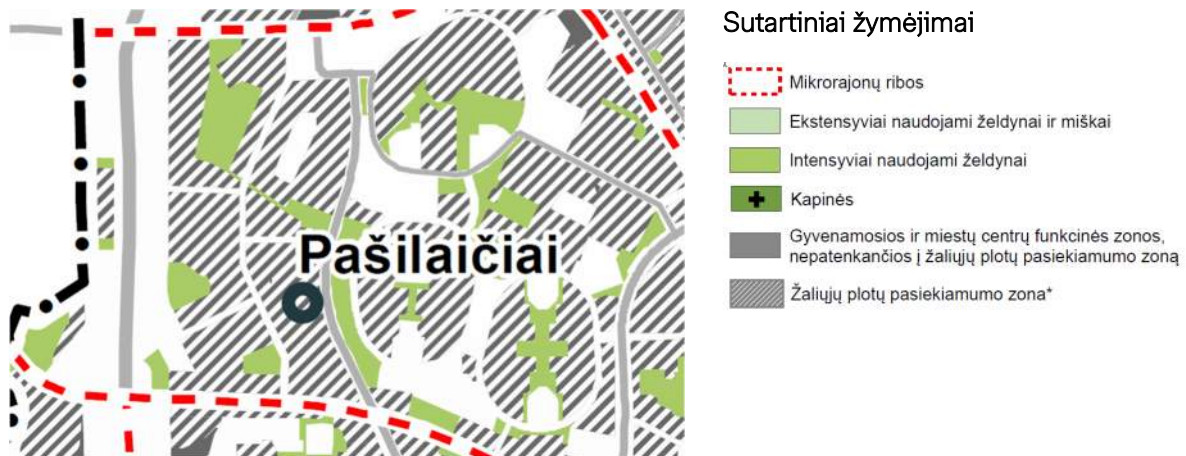 Pašilaičiai
Sutartiniai žymėjimai
Mikrorajonų ribos
Ekstensyviai naudojami želdynai ir miškai
Intensyviai naudojami želdynai
Kapinės
Gyvenamosios ir miestų centrų funkcinės zonos,
nepatenkančios į žaliųjų plotų pasiekiamumo zoną
Žaliųjų plotų pasiekiamumo zona*